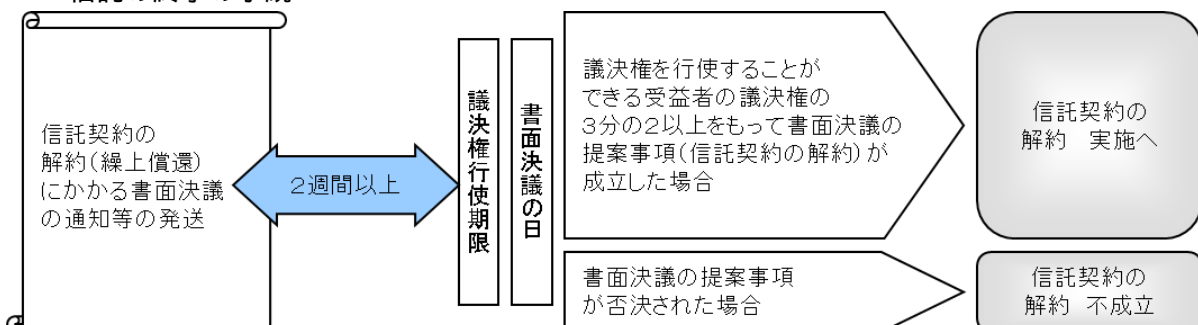 信託契約の
解約(繰上償還)
にかかる書面決議
の通知等の発送
２週間以上
議決権行使期限
書面決議の日
議決権を行使することが
できる受益者の議決権の
３分の２以上をもって書面決議の
提案事項(信託契約の解約)が
成立した場合
信託契約の
解約　実施へ
書面決議の提案事項
が否決された場合
信託契約の
解約　不成立